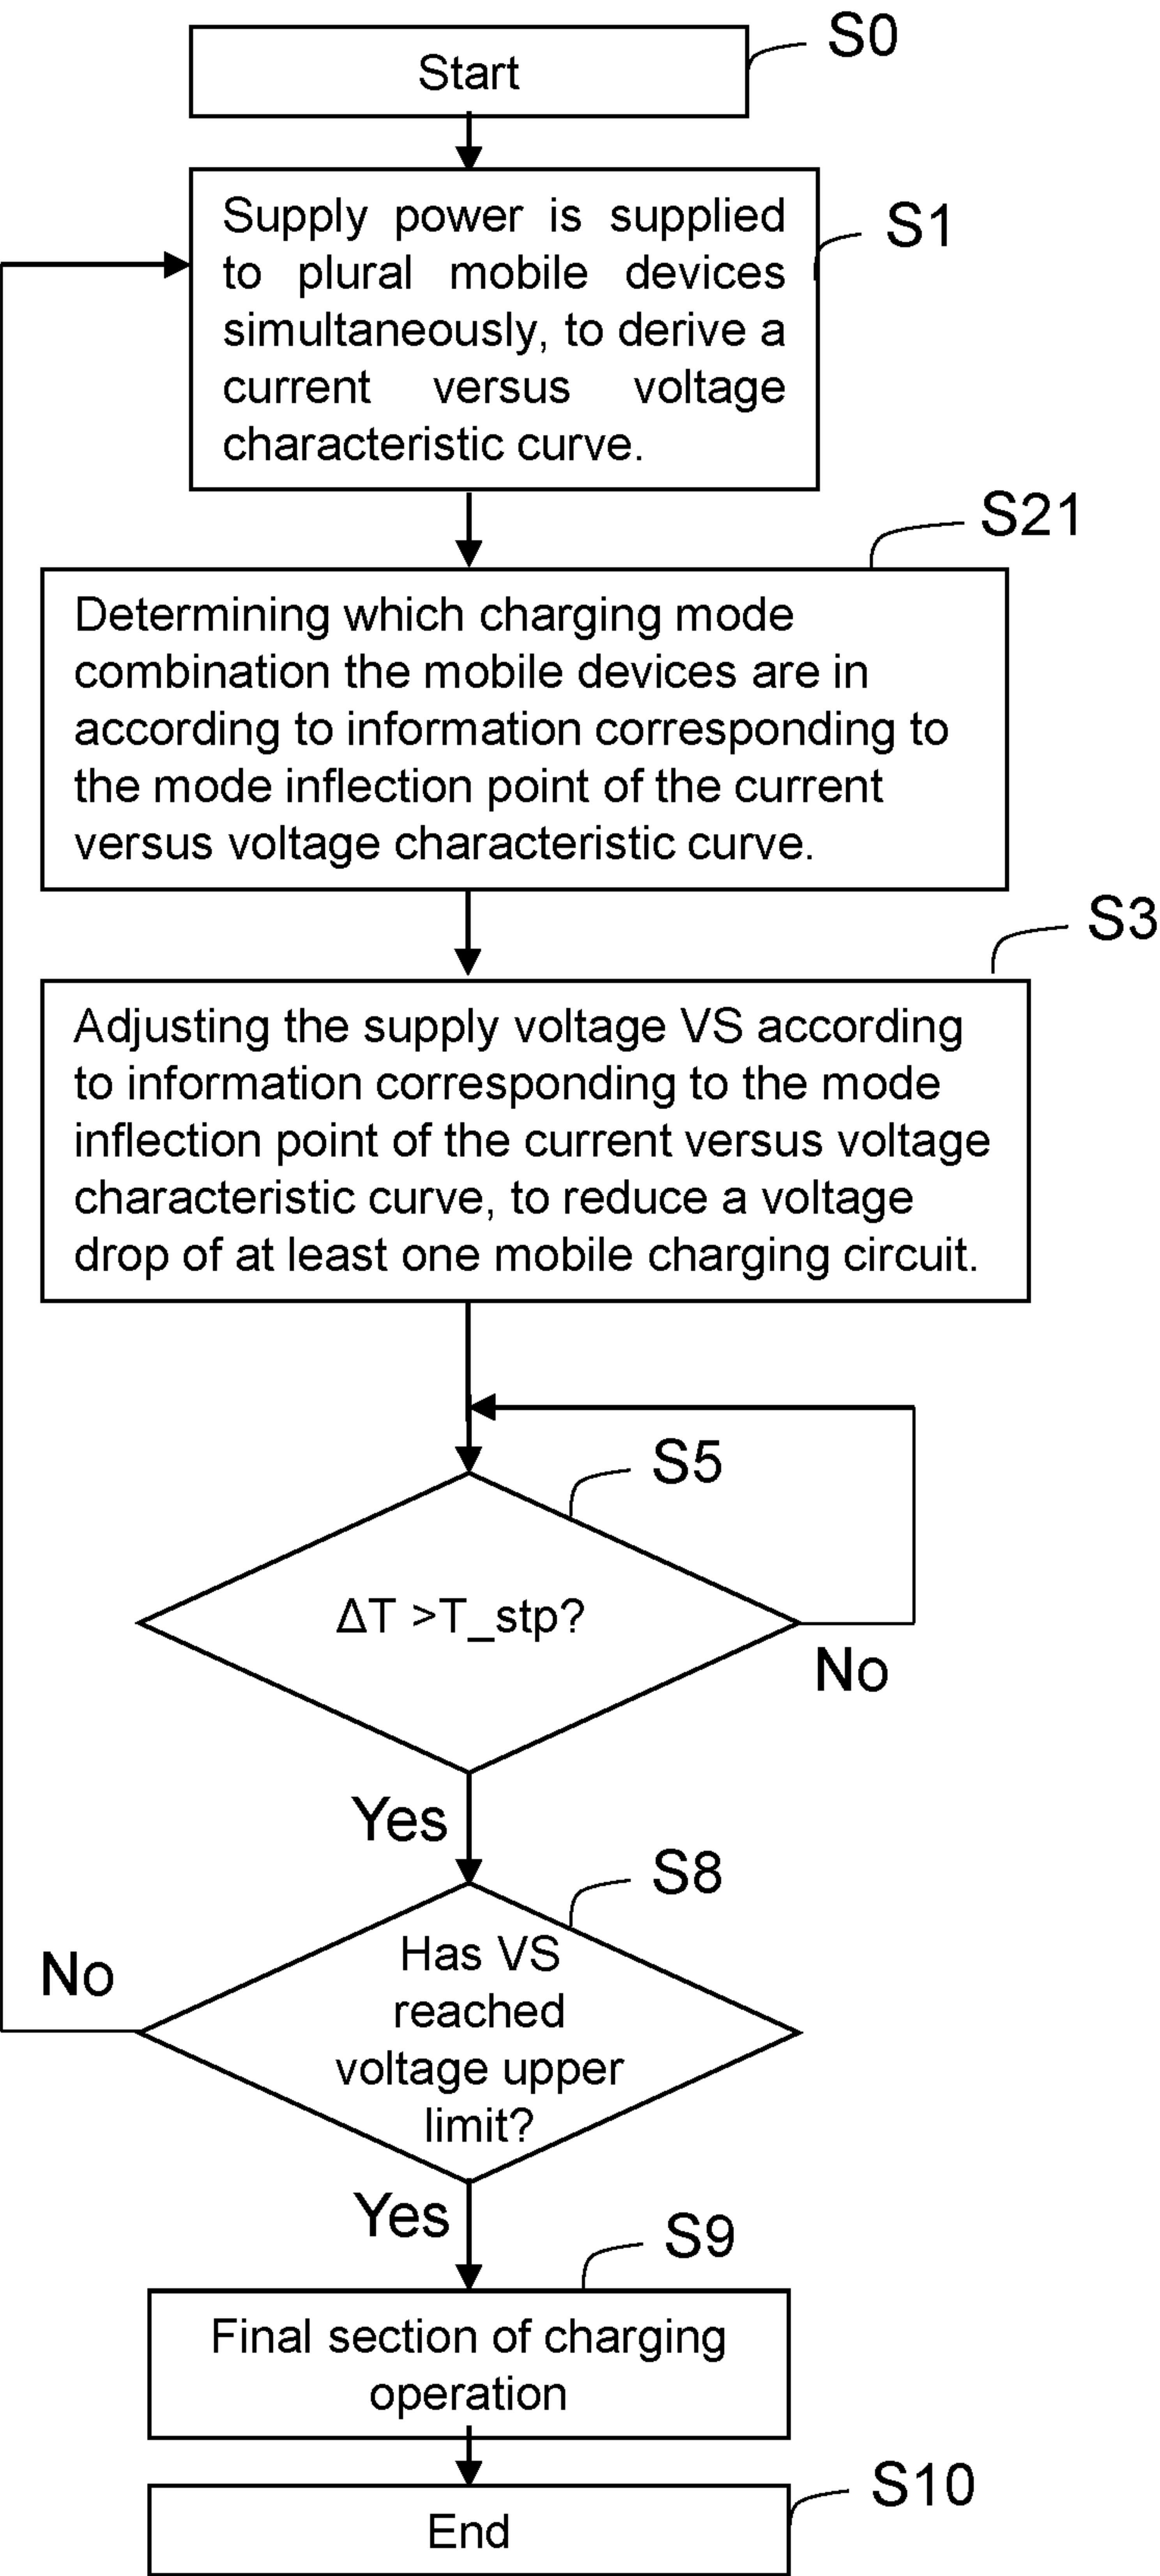 S0
Start
S1
Supply power is supplied
to plural mobile devices
simultaneously, to derive a
current versus voltage
characteristic curve.
S21
Determining which charging mode
combination the mobile devices are in
according to information corresponding to
the mode inflection point of the current
versus voltage characteristic curve.
S3
Adjusting the supply voltage VS according
to information corresponding to the mode
inflection point of the current versus voltage
characteristic curve, to reduce a voltage
drop of at least one mobile charging circuit.
S5
ΔT >T_stp?
No
Yes
S8
Has VS
reached
voltage upper
limit?
No
Yes
S9
Final section of charging
operation
S10
End